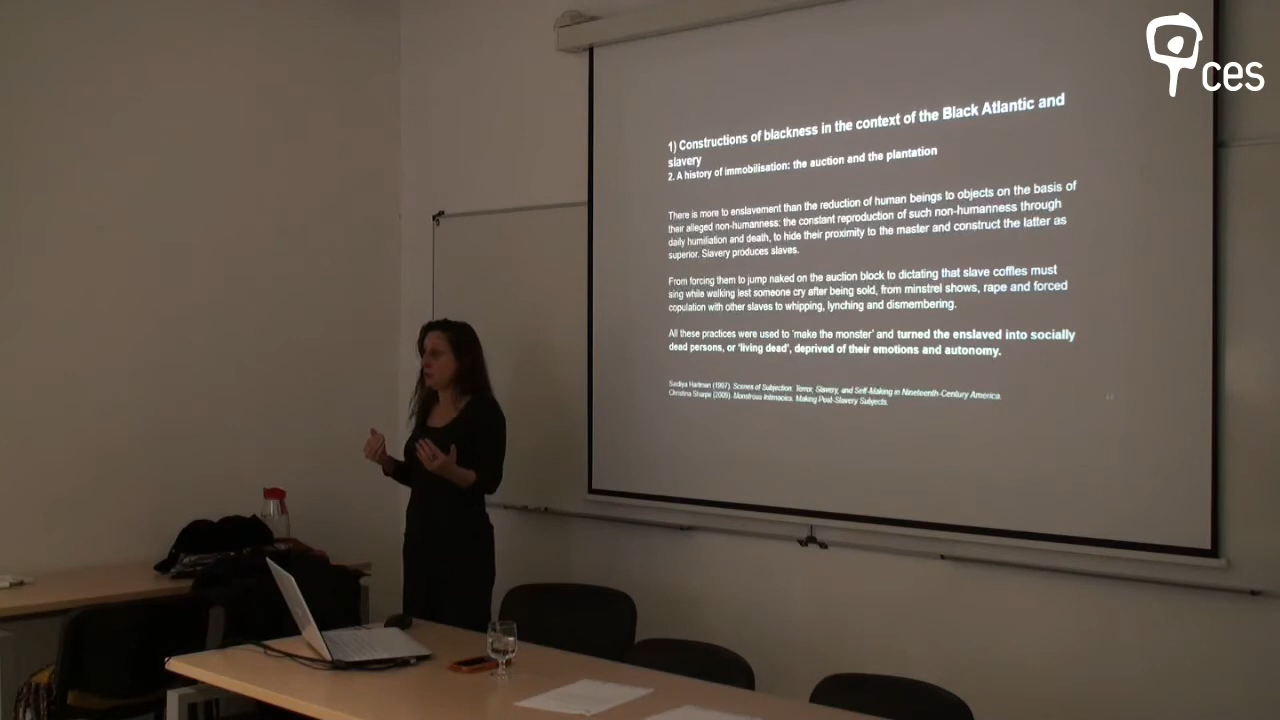 ces
1) Constructions of blackness in the context of the Black Atlantic and
slavery
2. A history of immobilisation: the auction and the plantation
There is more to enslavement than the reduction of human beings to objects on the basis of
their alleged non-humanness: the constant reproduction of such non-humanness through
daily humiliation and death, to hide their proximity to the master and construct the latter as
superior. Slavery produces slaves.
From forcing them to jump naked on the auction block to dictating that slave coffles must
sing while walking lest someone cry after being sold, from minstrel shows, rape and forced
copulation with other slaves to whipping, lynching and dismembering.
All these practices were used to 'make the monster' and turned the enslaved into socially
dead persons, or 'living dead', deprived of their emotions and autonomy.
Saidiya Hartman (1997). Scenes of Subjection: Terror, Slavery, and Self-Making in Nineteenth-Century America.
Christina Sharpe (2009). Monstrous Intimacies. Making Post-Slavery Subjects.